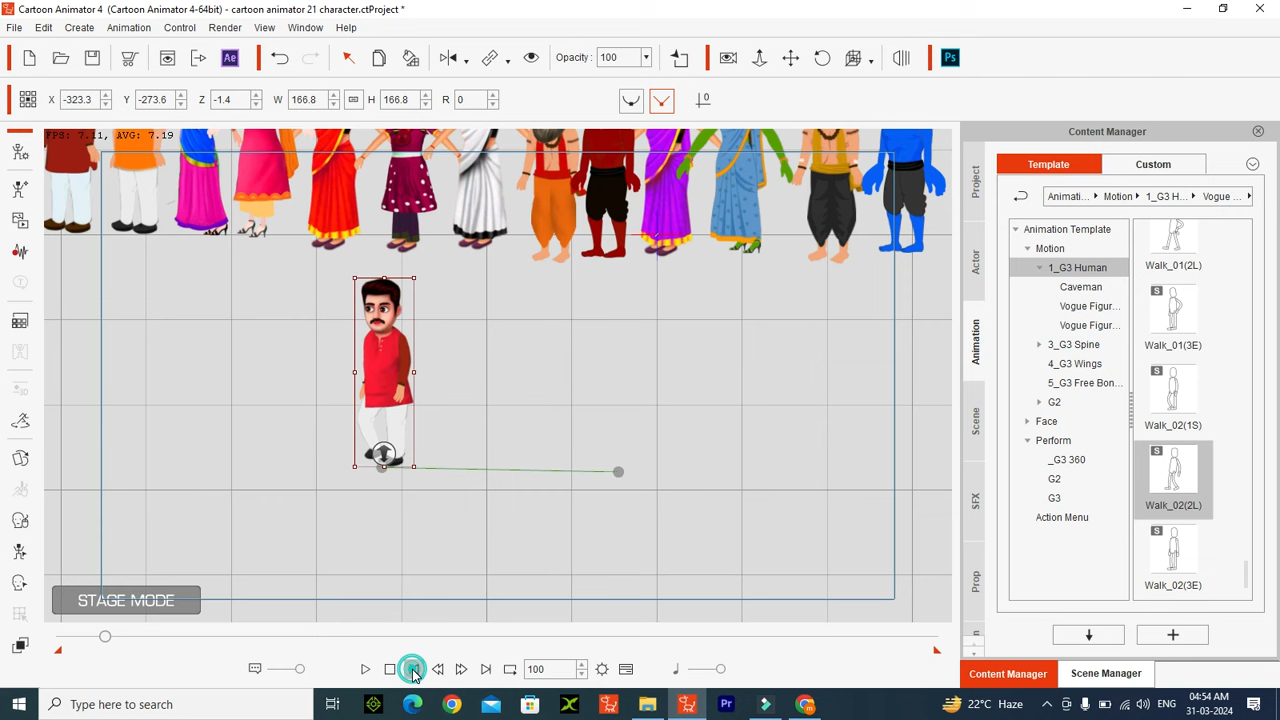 Cartoon Animator 4 (Cartoon Animator 4-64bit) - cartoon animator 21 character.ctProject *
File Edit Create Animation Control Render View Window Help
Ae Opacity : 100 Ps
X -323.3 Y -273.6 Z -1.4 W 166.8 H 166.8 R 0
FPS: 7.11, AVG: 7.19
Content Manager
Template Custom
Animati... Motion 1_G3 H... Vogue ...
Project
Actor
Animation
Scene
SFX
Prop
Animation Template
Motion
1_G3 Human
Caveman
Vogue Figur...
Vogue Figur...
3_G3 Spine
4_G3 Wings
5_G3 Free Bon...
G2
Face
Perform
_G3 360
G2
G3
Action Menu
Walk_01(2L)
S
Walk_01(3E)
S
Walk_02(1S)
S
Walk_02(2L)
S
Walk_02(3E)
STAGE MODE
100
Content Manager Scene Manager
Type here to search
Pr
22°C Haze
ENG
04:54 AM
31-03-2024